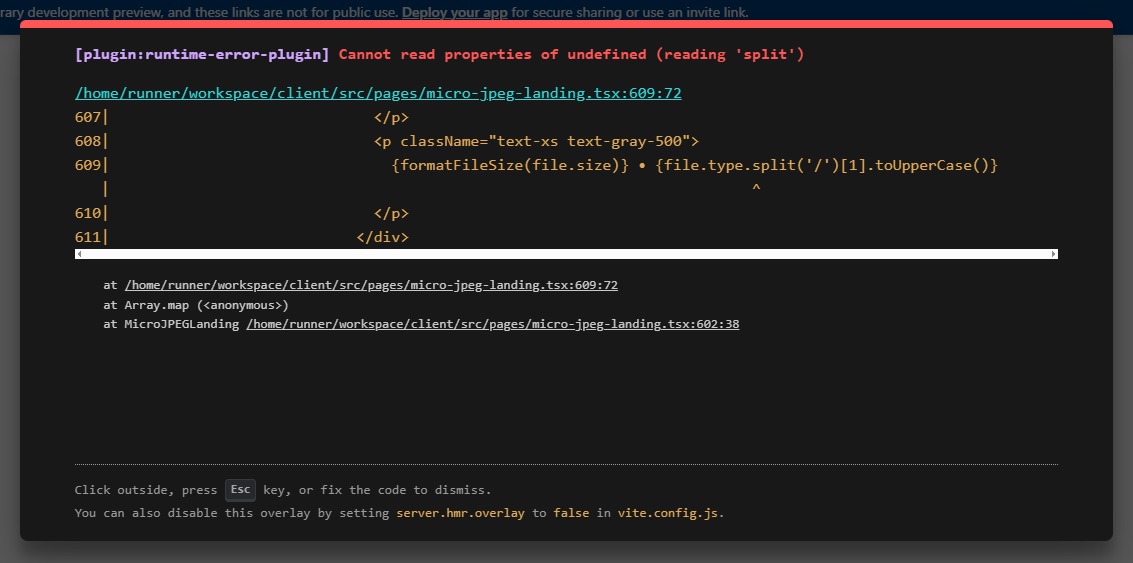 rary development preview, and these links are not for public use. Deploy your app for secure sharing or use an invite link.
[plugin:runtime-error-plugin] Cannot read properties of undefined (reading 'split')
/home/runner/workspace/client/src/pages/micro-jpeg-landing.tsx:609:72
607| </p>
608| <p className="text-xs text-gray-500">
609| {formatFileSize(file.size)} • {file.type.split('/')[1].toUpperCase()}
| ^
610| </p>
611| </div>
at /home/runner/workspace/client/src/pages/micro-jpeg-landing.tsx:609:72
at Array.map (<anonymous>)
at MicroJPEGLanding /home/runner/workspace/client/src/pages/micro-jpeg-landing.tsx:602:38
Click outside, press Esc key, or fix the code to dismiss.
You can also disable this overlay by setting server.hmr.overlay to false in vite.config.js.